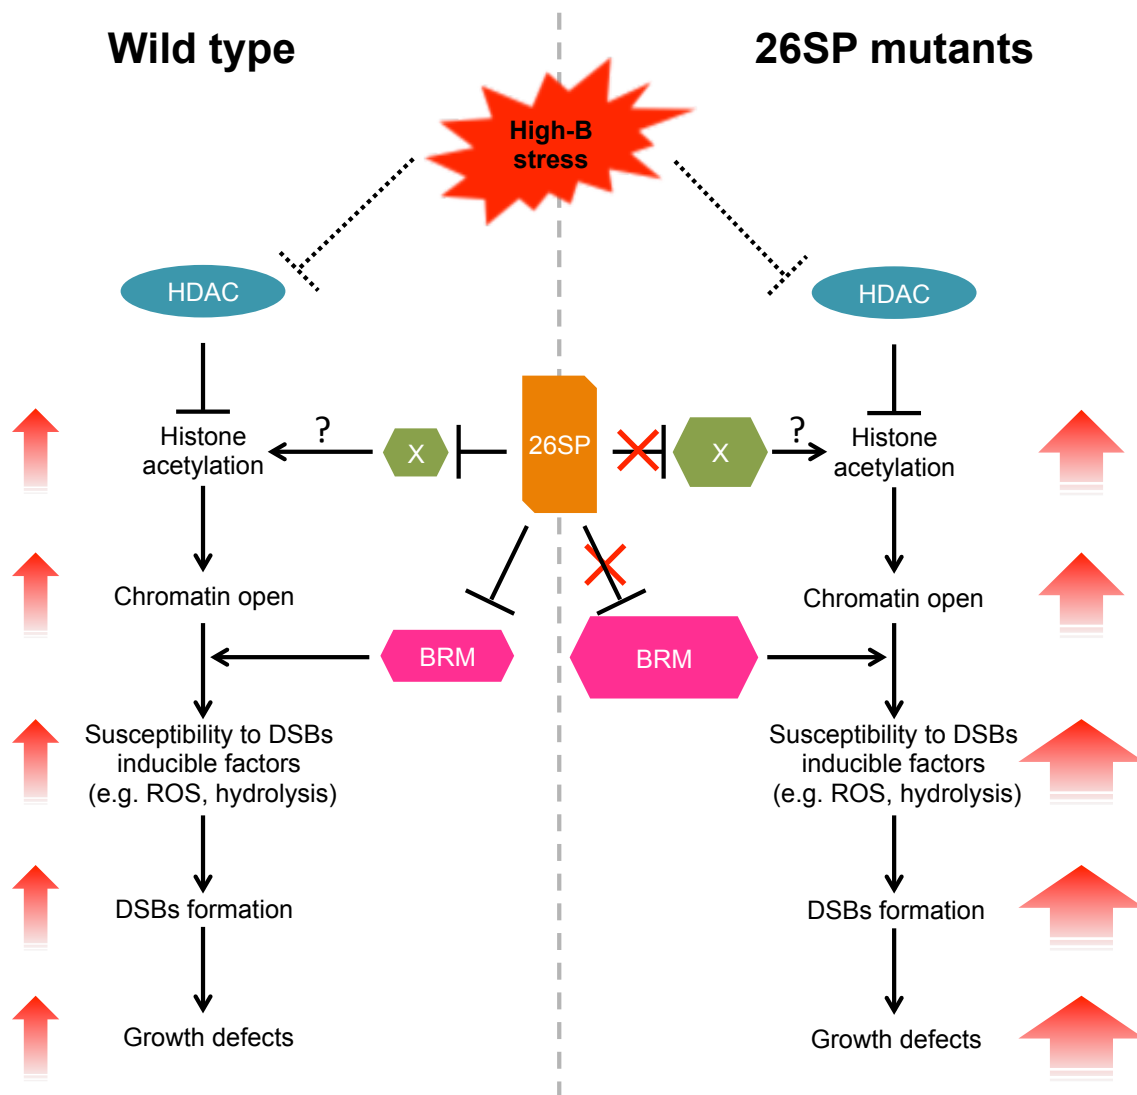 Wild type
26SP mutants
High-B
stress
HDAC
HDAC
?
?
Histone
acetylation
X
26SP
X
Histone
acetylation
Chromatin open
Chromatin open
BRM
BRM
Susceptibility to DSBs
inducible factors
(e.g. ROS, hydrolysis)
Susceptibility to DSBs
inducible factors
(e.g. ROS, hydrolysis)
DSBs formation
DSBs formation
Growth defects
Growth defects